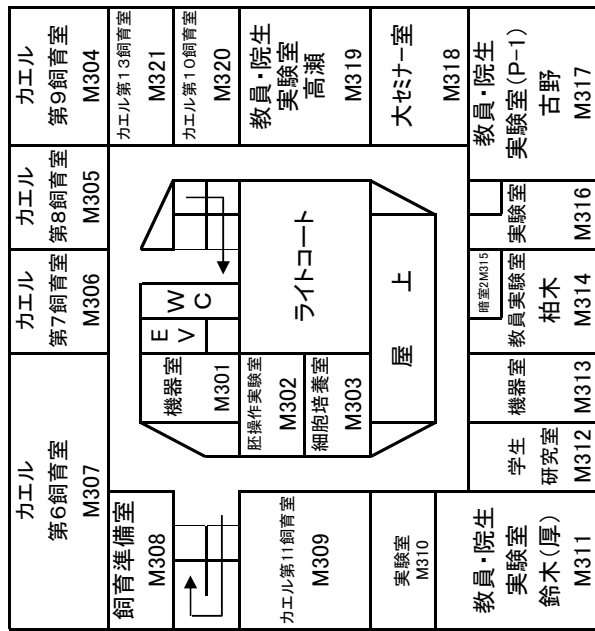 カエル
第9飼育室
M304
カエル第13飼育室
M321
カエル第10飼育室
M320
教員・院生
実験室
高瀬
M319
大セミナー室
M318
教員・院生
実験室(P-1)
古野
M317
カエル
第8飼育室
M305
実験室
M316
カエル
第7飼育室
M306
WC
EV
ライトコート
屋上
暗室2M315
教員実験室
柏木
M314
機器室
M301
胚操作実験室
M302
細胞培養室
M303
機器室
M313
カエル
第6飼育室
M307
学生
研究室
M312
飼育準備室
M308
カエル第11飼育室
M309
実験室
M310
教員・院生
実験室
鈴木(厚)
M311